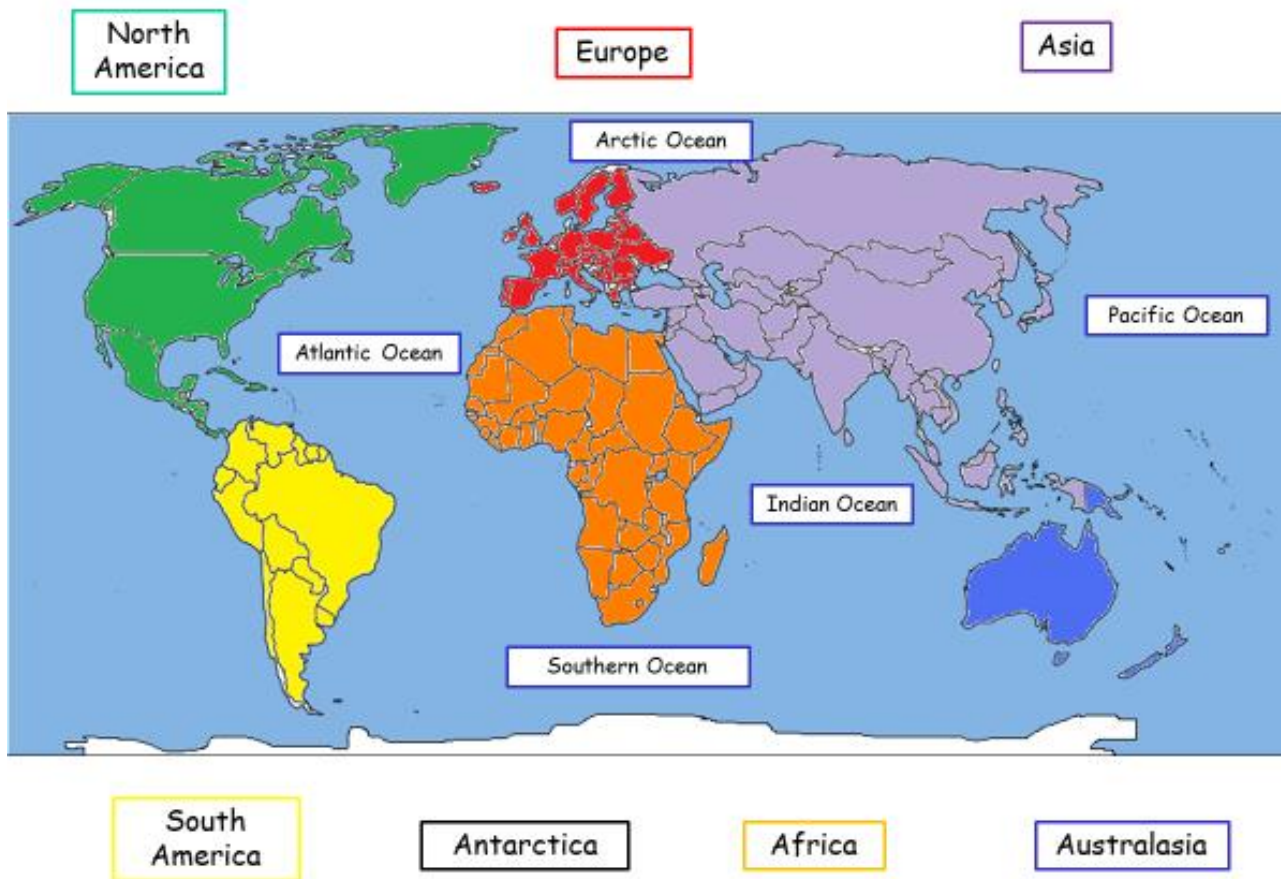 North
America
Europe
Asia
Arctic Ocean
Pacific Ocean
Atlantic Ocean
Indian Ocean
Southern Ocean
South
America
Antarctica
Africa
Australasia